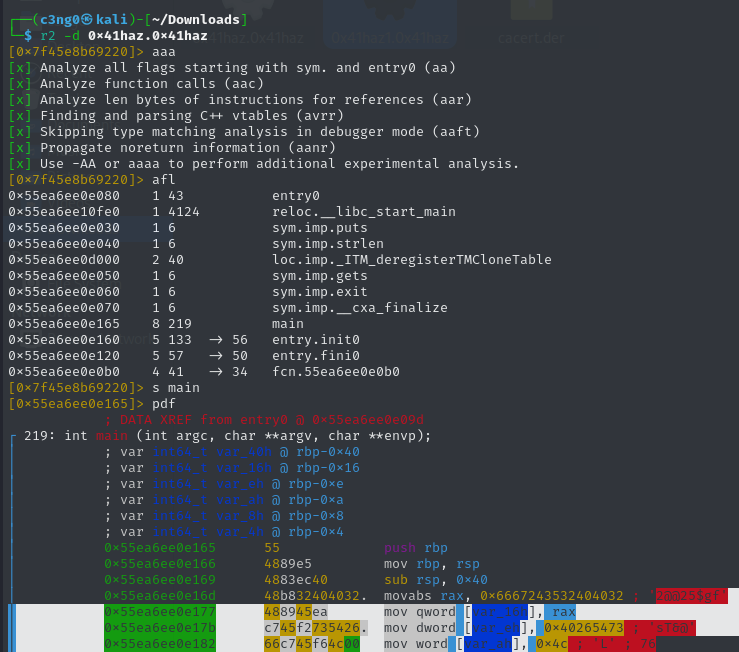 ┌──(c3ng0㉿kali)-[~/Downloads]
└─$ r2 -d 0×41haz.0×41haz
[0×7f45e8b69220]> aaa
[x] Analyze all flags starting with sym. and entry0 (aa)
[x] Analyze function calls (aac)
[x] Analyze len bytes of instructions for references (aar)
[x] Finding and parsing C++ vtables (avrr)
[x] Skipping type matching analysis in debugger mode (aaft)
[x] Propagate noreturn information (aanr)
[x] Use -AA or aaaa to perform additional experimental analysis.
[0×7f45e8b69220]> afl
0×55ea6ee0e080    1 43           entry0
0×55ea6ee10fe0    1 4124         reloc.__libc_start_main
0×55ea6ee0e030    1 6            sym.imp.puts
0×55ea6ee0e040    1 6            sym.imp.strlen
0×55ea6ee0d000    2 40           loc.imp._ITM_deregisterTMCloneTable
0×55ea6ee0e050    1 6            sym.imp.gets
0×55ea6ee0e060    1 6            sym.imp.exit
0×55ea6ee0e070    1 6            sym.imp.__cxa_finalize
0×55ea6ee0e165    8 219          main
0×55ea6ee0e160    5 133  -> 56   entry.init0
0×55ea6ee0e120    5 57   -> 50   entry.fini0
0×55ea6ee0e0b0    4 41   -> 34   fcn.55ea6ee0e0b0
[0×7f45e8b69220]> s main
[0×55ea6ee0e165]> pdf
; DATA XREF from entry0 @ 0×55ea6ee0e09d
219: int main (int argc, char **argv, char **envp);
; var @ rbp-0×40
; var @ rbp-0×16
; var @ rbp-0×e
; var @ rbp-0×a
; var @ rbp-0×8
; var @ rbp-0×4
0×55ea6ee0e165      55             push rbp
0×55ea6ee0e166      4889e5         mov rbp, rsp
0×55ea6ee0e169      4883ec40       sub rsp, 0×40
0×55ea6ee0e16d      48b832404032.  movabs rax, 0×6667243532404032 ; '2@@25$gf'
0×55ea6ee0e177      488945ea       mov qword [], rax
0×55ea6ee0e17b      c745f2735426.  mov dword [], 0×40265473 ; 'sT&@'
0×55ea6ee0e182      66c745f64c00   mov word [], 0×4c ; 'L' ; 76